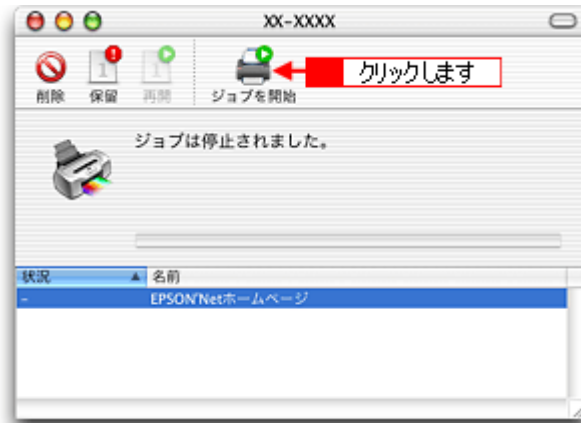 XX-XXXX
クリックします
削除 保留 再開 ジョブを開始
ジョブは停止されました。
状況 名前
- EPSON'Netホームページ